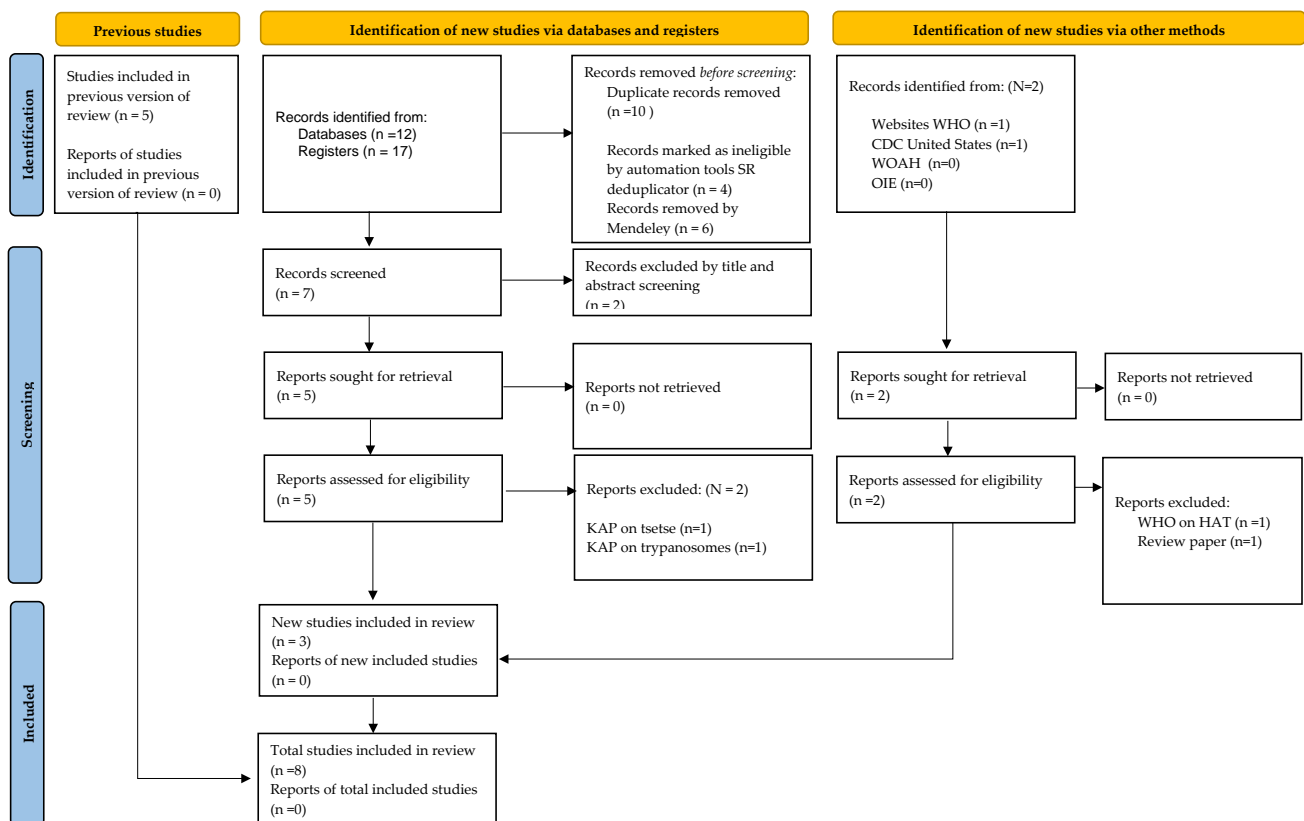 Previous studies
Identification of new studies via databases and registers
Identification of new studies via other methods
Identification
Studies included in
previous version of
review (n = 5)
Reports of studies
included in previous
version of review (n = 0)
Records identified from:
Databases (n =12)
Registers (n = 17)
Records removed before screening:
Duplicate records removed
(n =10 )
Records marked as ineligible
by automation tools SR
deduplicator (n = 4)
Records removed by
Mendeley (n = 6)
Records identified from: (N=2)
Websites WHO (n =1)
CDC United States (n=1)
WOAH (n=0)
OIE (n=0)
Screening
Records screened
(n = 7)
Records excluded by title and
abstract screening
(n = 2)
Reports sought for retrieval
(n = 5)
Reports not retrieved
(n = 0)
Reports sought for retrieval
(n = 2)
Reports not retrieved
(n = 0)
Reports assessed for eligibility
(n = 5)
Reports excluded: (N = 2)
KAP on tsetse (n=1)
KAP on trypanosomes (n=1)
Reports assessed for eligibility
(n =2)
Reports excluded:
WHO on HAT (n =1)
Review paper (n=1)
Included
New studies included in review
(n = 3)
Reports of new included studies
(n = 0)
Total studies included in review
(n =8)
Reports of total included studies
(n =0)